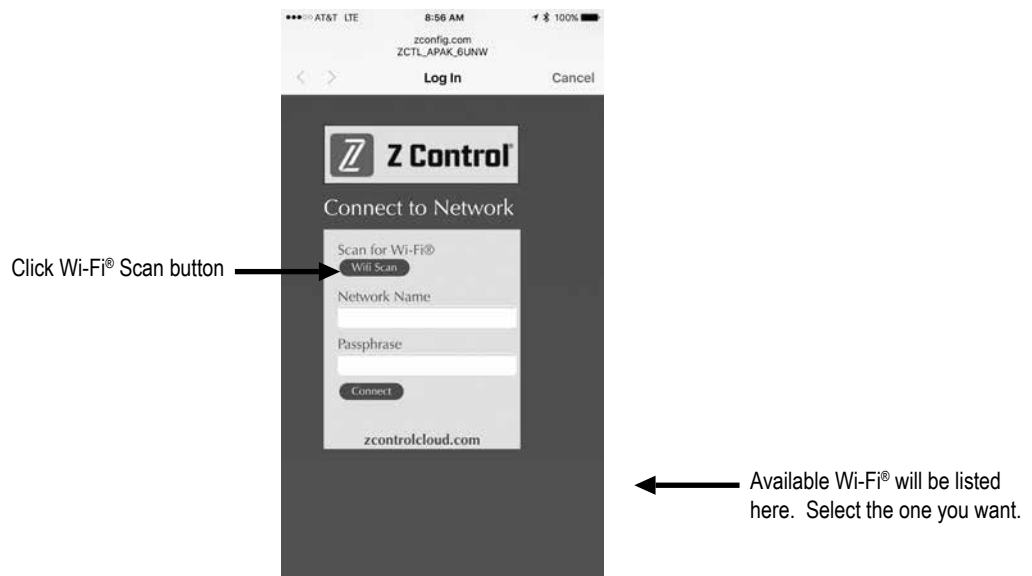 AT&T LTE 8:56 AM 100%
zconfig.com
ZCTL_APAK_6UNW
< > Log In Cancel
Z Control®
Connect to Network
Scan for Wi-Fi®
Click Wi-Fi® Scan button
Wifi Scan
Network Name
Passphrase
Connect
zcontrolcloud.com
Available Wi-Fi® will be listed
here. Select the one you want.